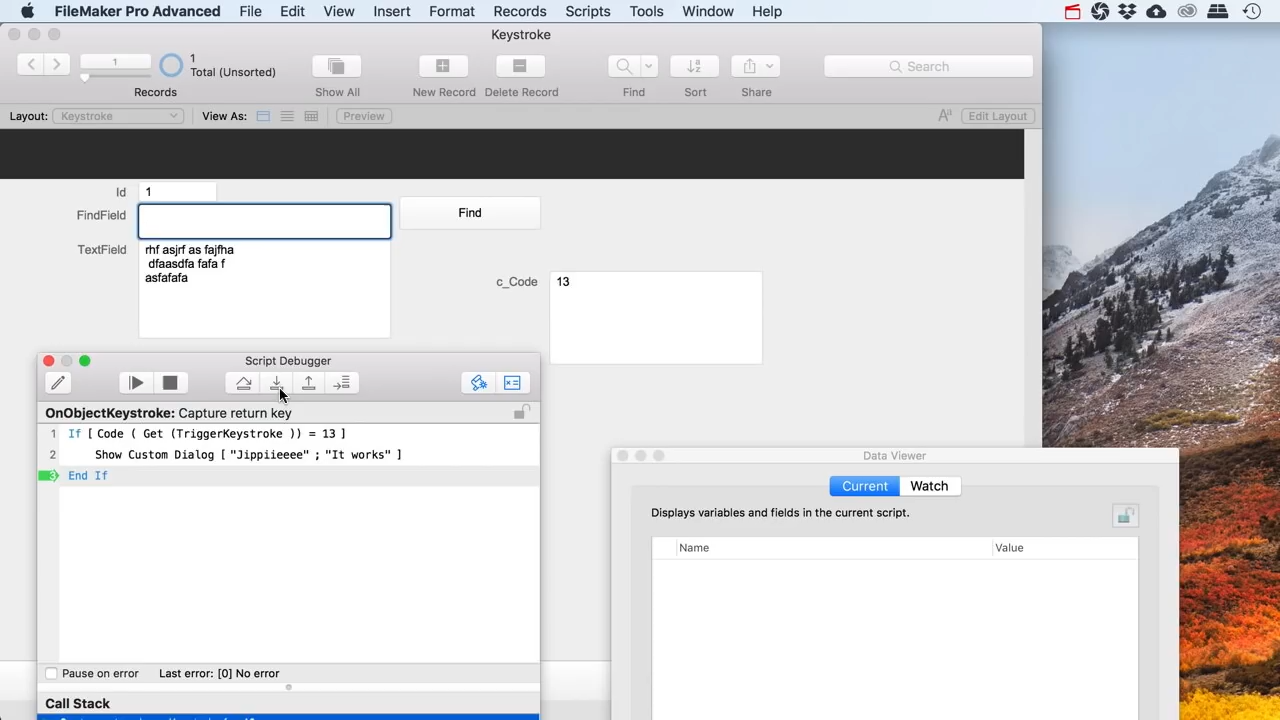 FileMaker Pro Advanced File Edit View Insert Format Records Scripts Tools Window Help
Keystroke
1 1 Total (Unsorted) Search
Records Show All New Record Delete Record Find Sort Share
Layout: Keystroke View As: Preview Aa Edit Layout
Id 1
FindField Find
TextField rhf asjrf as fajfha
dfaasdfa fafa f
asfafafa
c_Code 13
Script Debugger
OnObjectKeystroke: Capture return key
1 If [ Code ( Get (TriggerKeystroke )) = 13 ]
2 Show Custom Dialog [ "Jippiieeee" ; "It works" ]
3 End If
Pause on error Last error: [0] No error
Call Stack
Data Viewer
Current Watch
Displays variables and fields in the current script.
Name Value